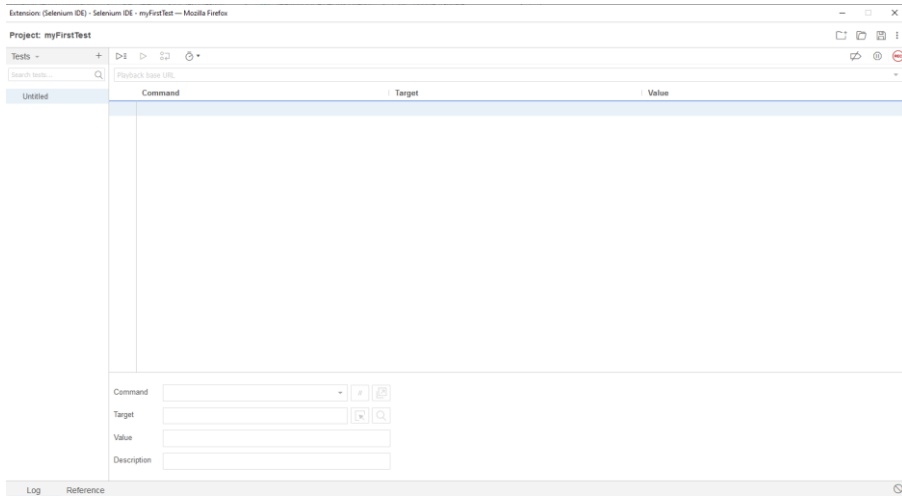 Extension: (Selenium IDE) - Selenium IDE - myFirstTest — Mozilla Firefox
Project: myFirstTest
Tests
Search tests...
Playback base URL
Untitled
Command Target Value
Command
Target
Value
Description
Log Reference